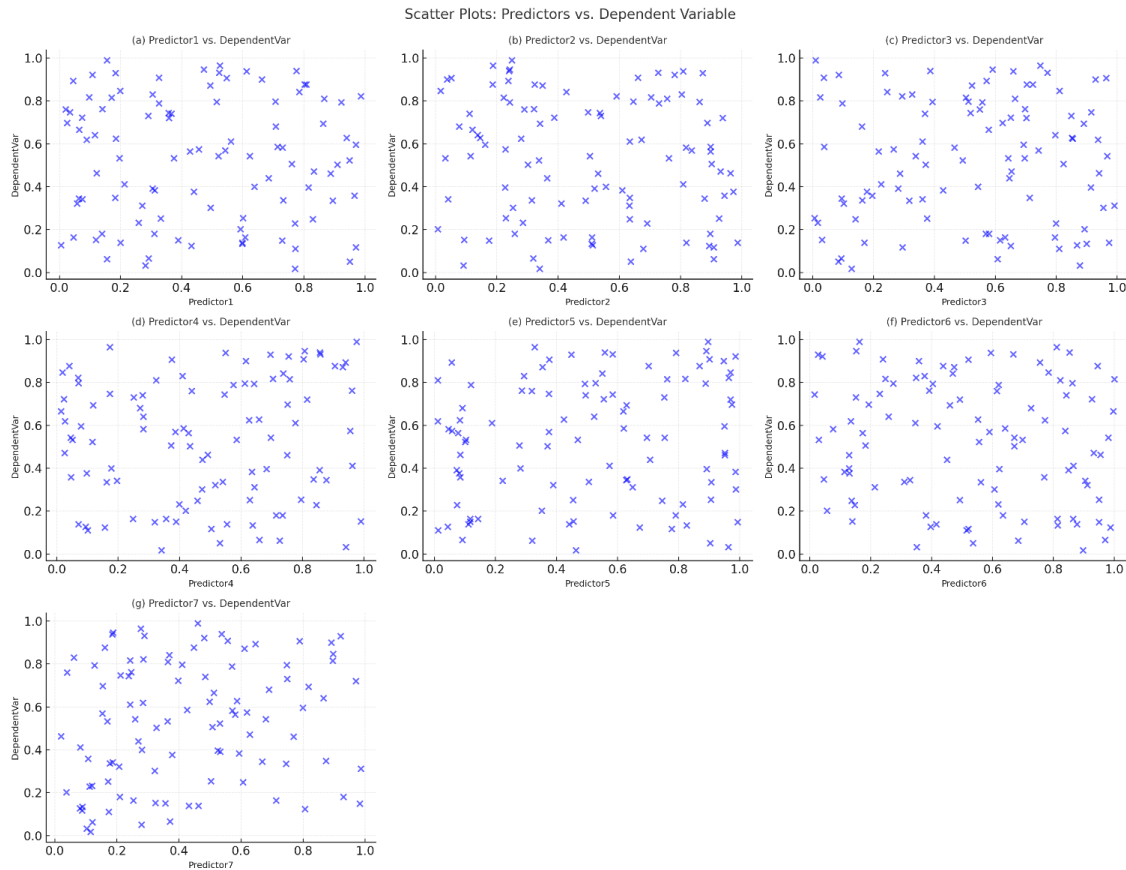 Scatter Plots: Predictors vs. Dependent Variable
(a) Predictor1 vs. DependentVar
(b) Predictor2 vs. DependentVar
(c) Predictor3 vs. DependentVar
1.0
0.8
0.6
0.4
0.2
0.0
DependentVar
0.0 0.2 0.4 0.6 0.8 1.0
Predictor1
1.0
0.8
0.6
0.4
0.2
0.0
DependentVar
0.0 0.2 0.4 0.6 0.8 1.0
Predictor2
1.0
0.8
0.6
0.4
0.2
0.0
DependentVar
0.0 0.2 0.4 0.6 0.8 1.0
Predictor3
(d) Predictor4 vs. DependentVar
(e) Predictor5 vs. DependentVar
(f) Predictor6 vs. DependentVar
1.0
0.8
0.6
0.4
0.2
0.0
DependentVar
0.0 0.2 0.4 0.6 0.8 1.0
Predictor4
1.0
0.8
0.6
0.4
0.2
0.0
DependentVar
0.0 0.2 0.4 0.6 0.8 1.0
Predictor5
1.0
0.8
0.6
0.4
0.2
0.0
DependentVar
0.0 0.2 0.4 0.6 0.8 1.0
Predictor6
(g) Predictor7 vs. DependentVar
1.0
0.8
0.6
0.4
0.2
0.0
DependentVar
0.0 0.2 0.4 0.6 0.8 1.0
Predictor7